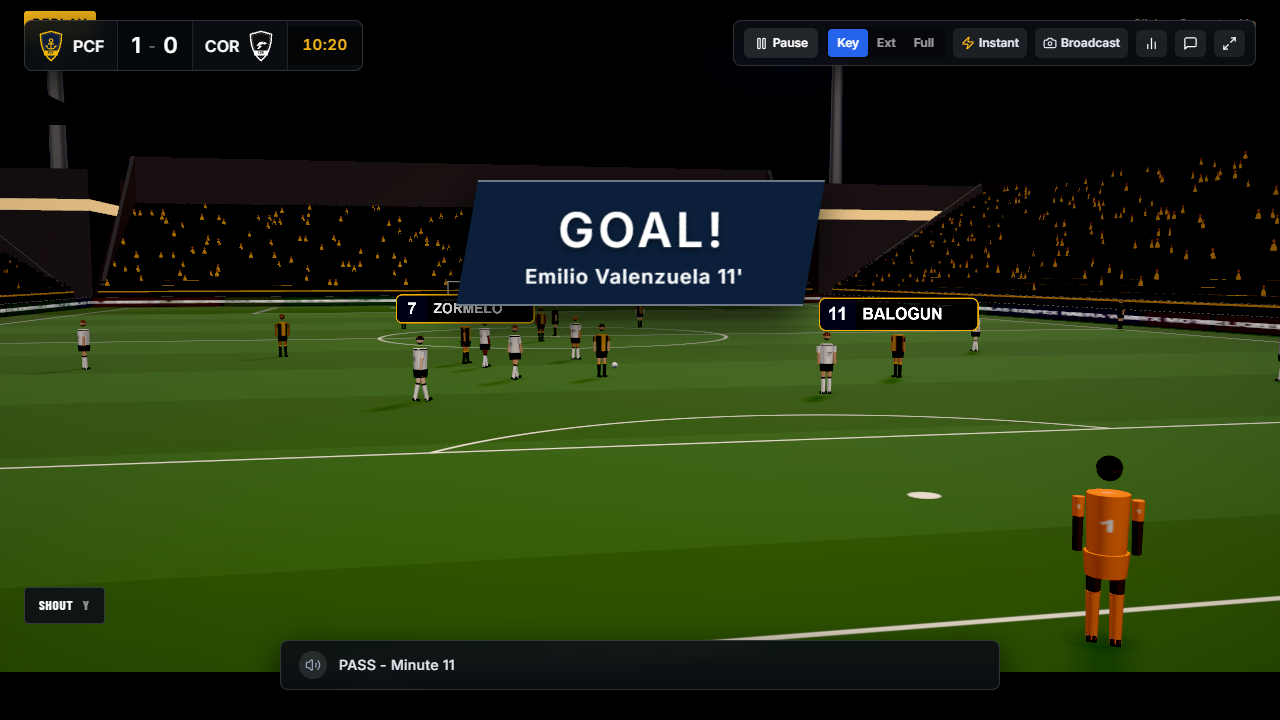 PCF 1 - 0 COR 10:20
Pause Key Ext Full Instant Broadcast
GOAL!
Emilio Valenzuela 11'
7 ZORMELO
11 BALOGUN
1
SHOUT Y
PASS - Minute 11